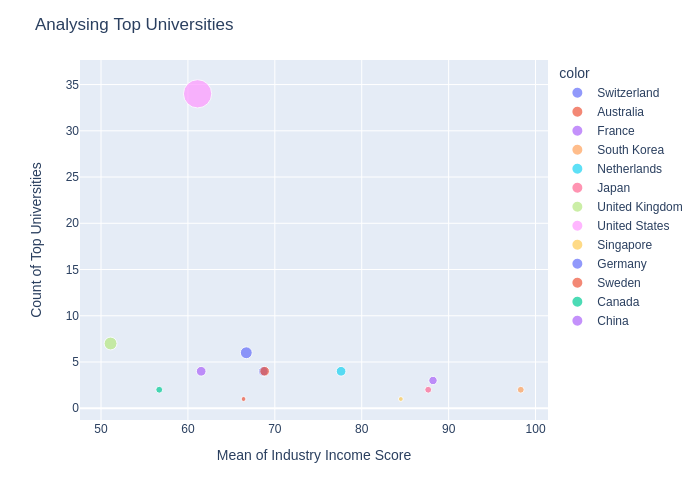 Analysing Top Universities
color
Switzerland
Australia
France
South Korea
Netherlands
Japan
United Kingdom
United States
Singapore
Germany
Sweden
Canada
China
Count of Top Universities
35
30
25
20
15
10
5
0
50 60 70 80 90 100
Mean of Industry Income Score